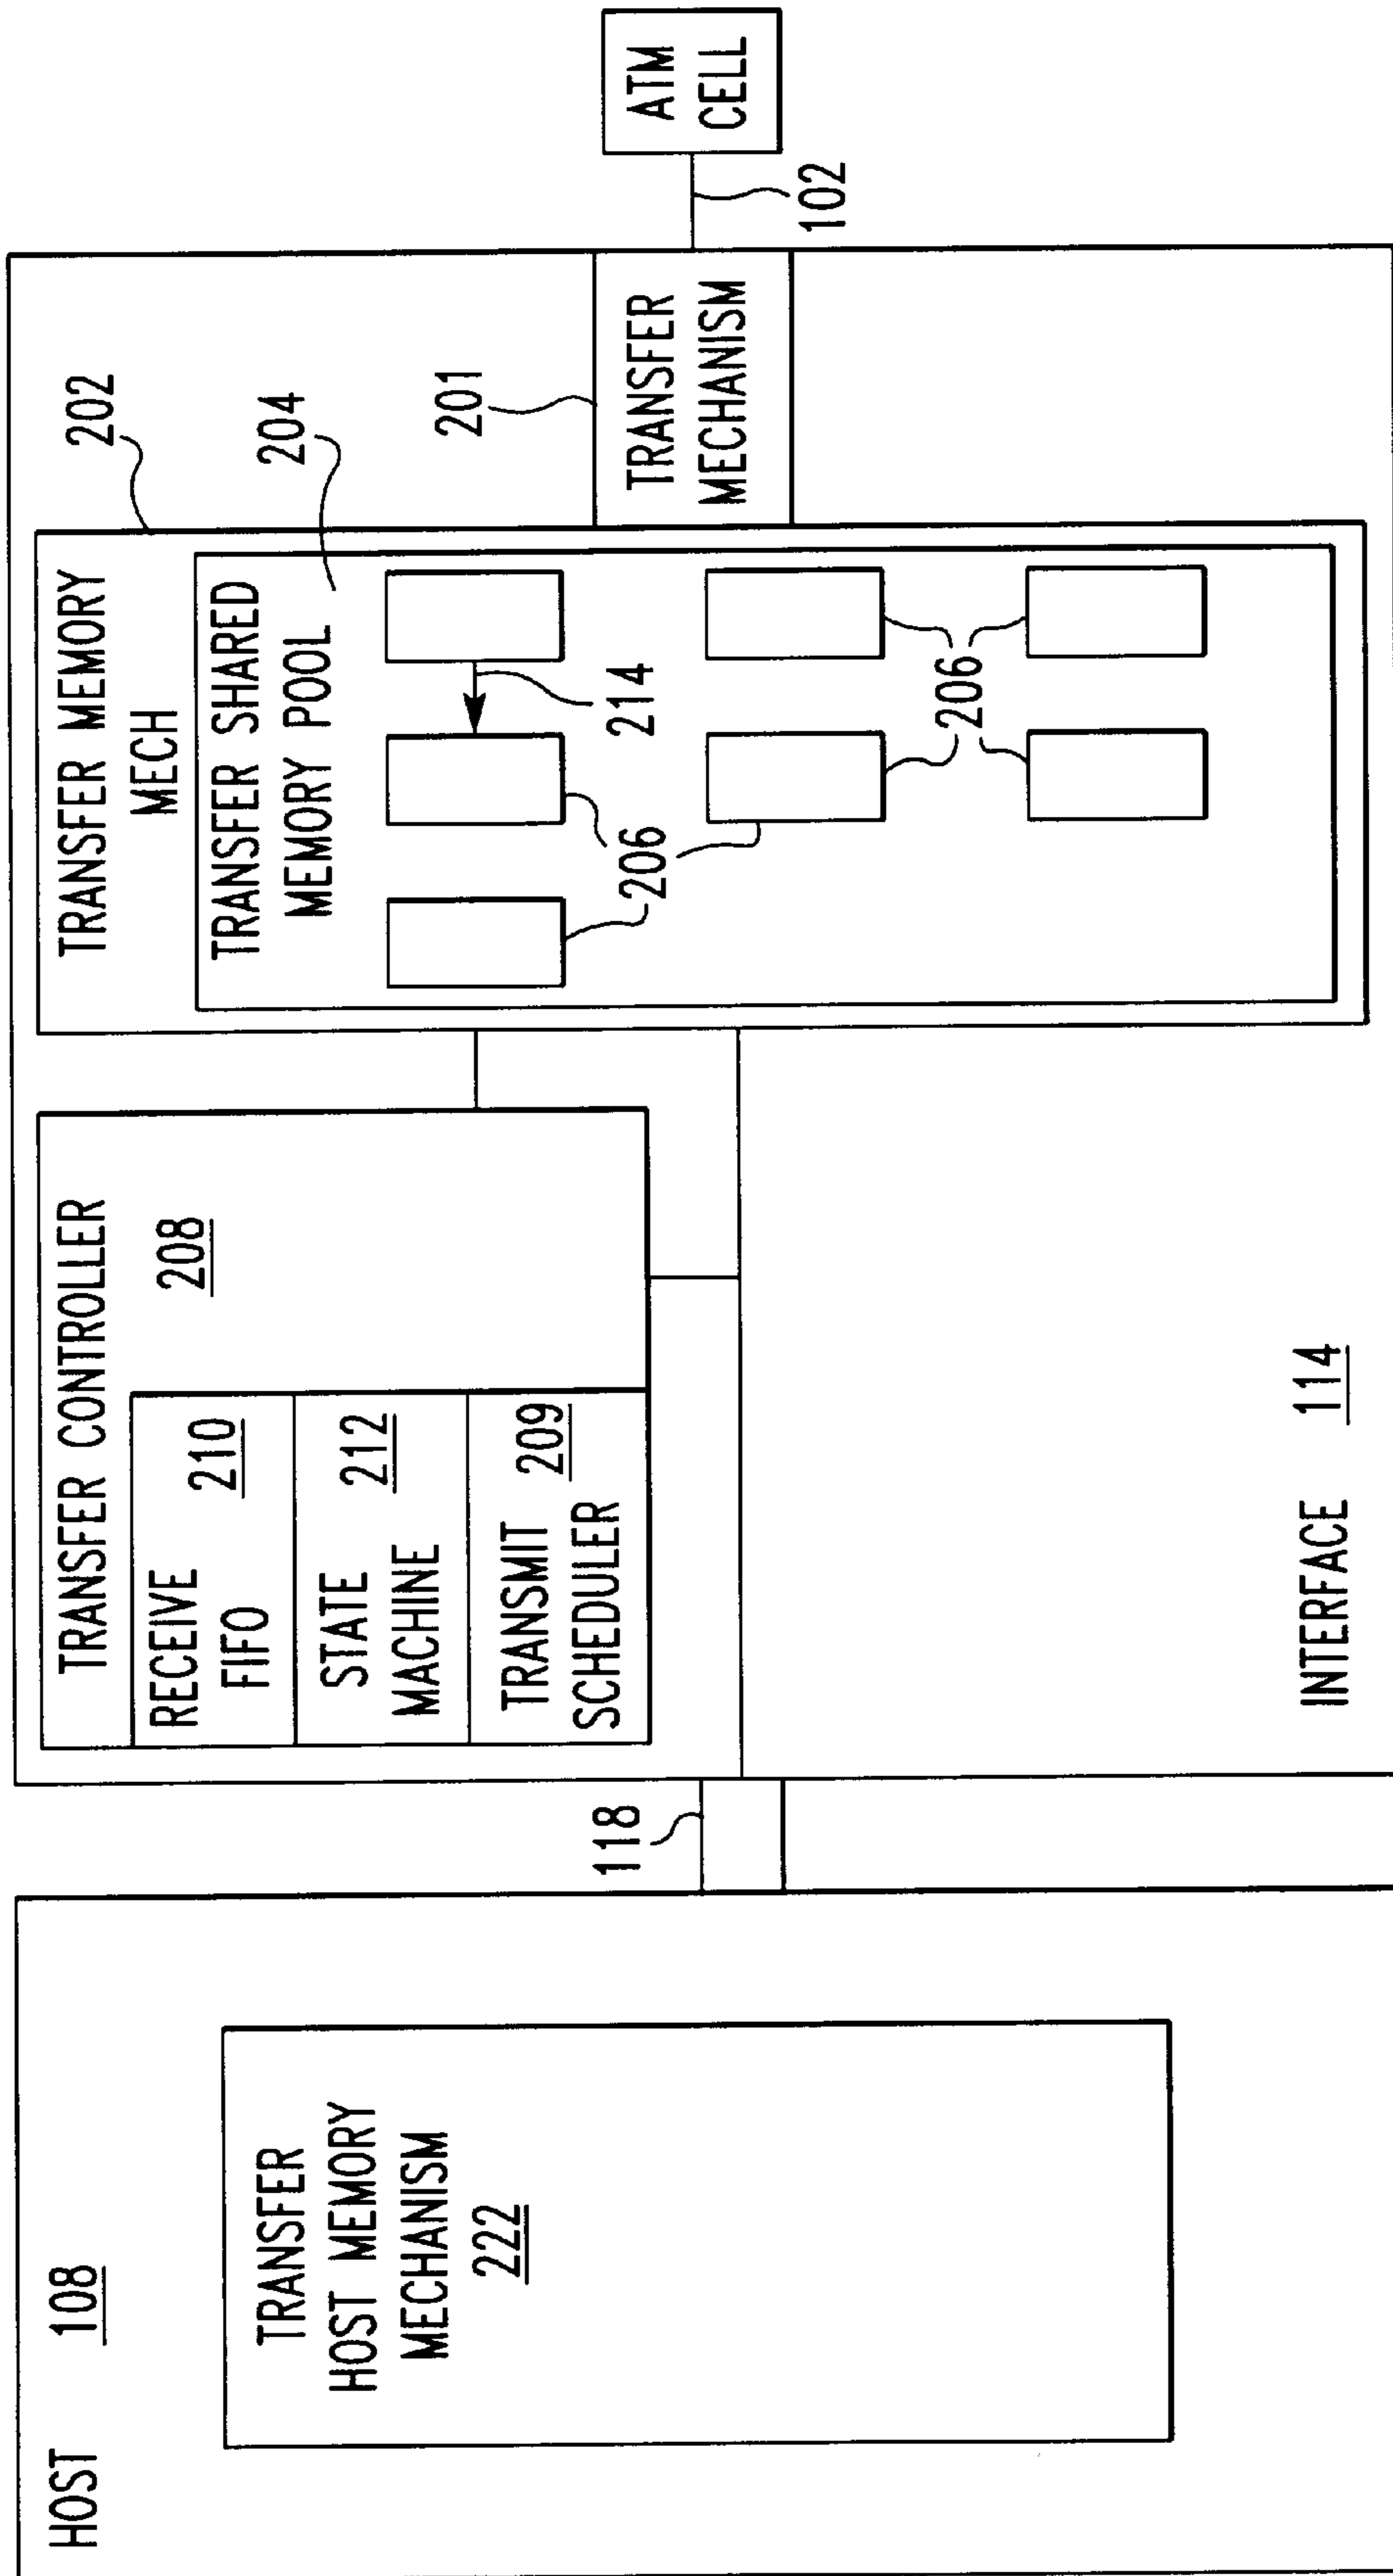 HOST 108
TRANSFER
HOST MEMORY
MECHANISM
222
118
TRANSFER CONTROLLER
208
RECEIVE
FIFO
210
STATE
MACHINE
212
TRANSMIT
SCHEDULER
209
INTERFACE 114
TRANSFER MEMORY
MECH
202
TRANSFER SHARED
MEMORY POOL
204
214
206
206
201
TRANSFER
MECHANISM
102
ATM
CELL